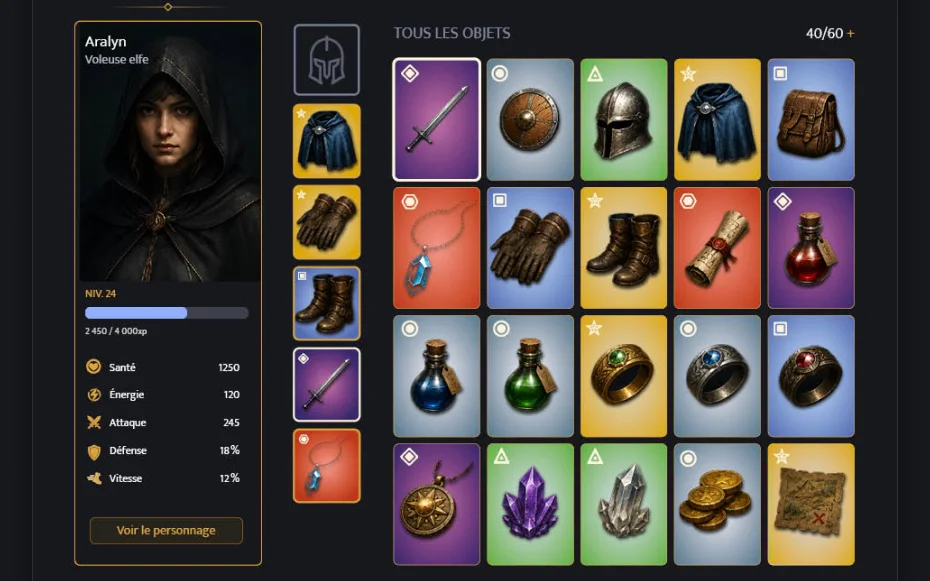 Aralyn
Voleuse elfe
NIV. 24
2 450 / 4 000xp
Santé 1250
Énergie 120
Attaque 245
Défense 18%
Vitesse 12%
Voir le personnage
TOUS LES OBJETS 40/60 +